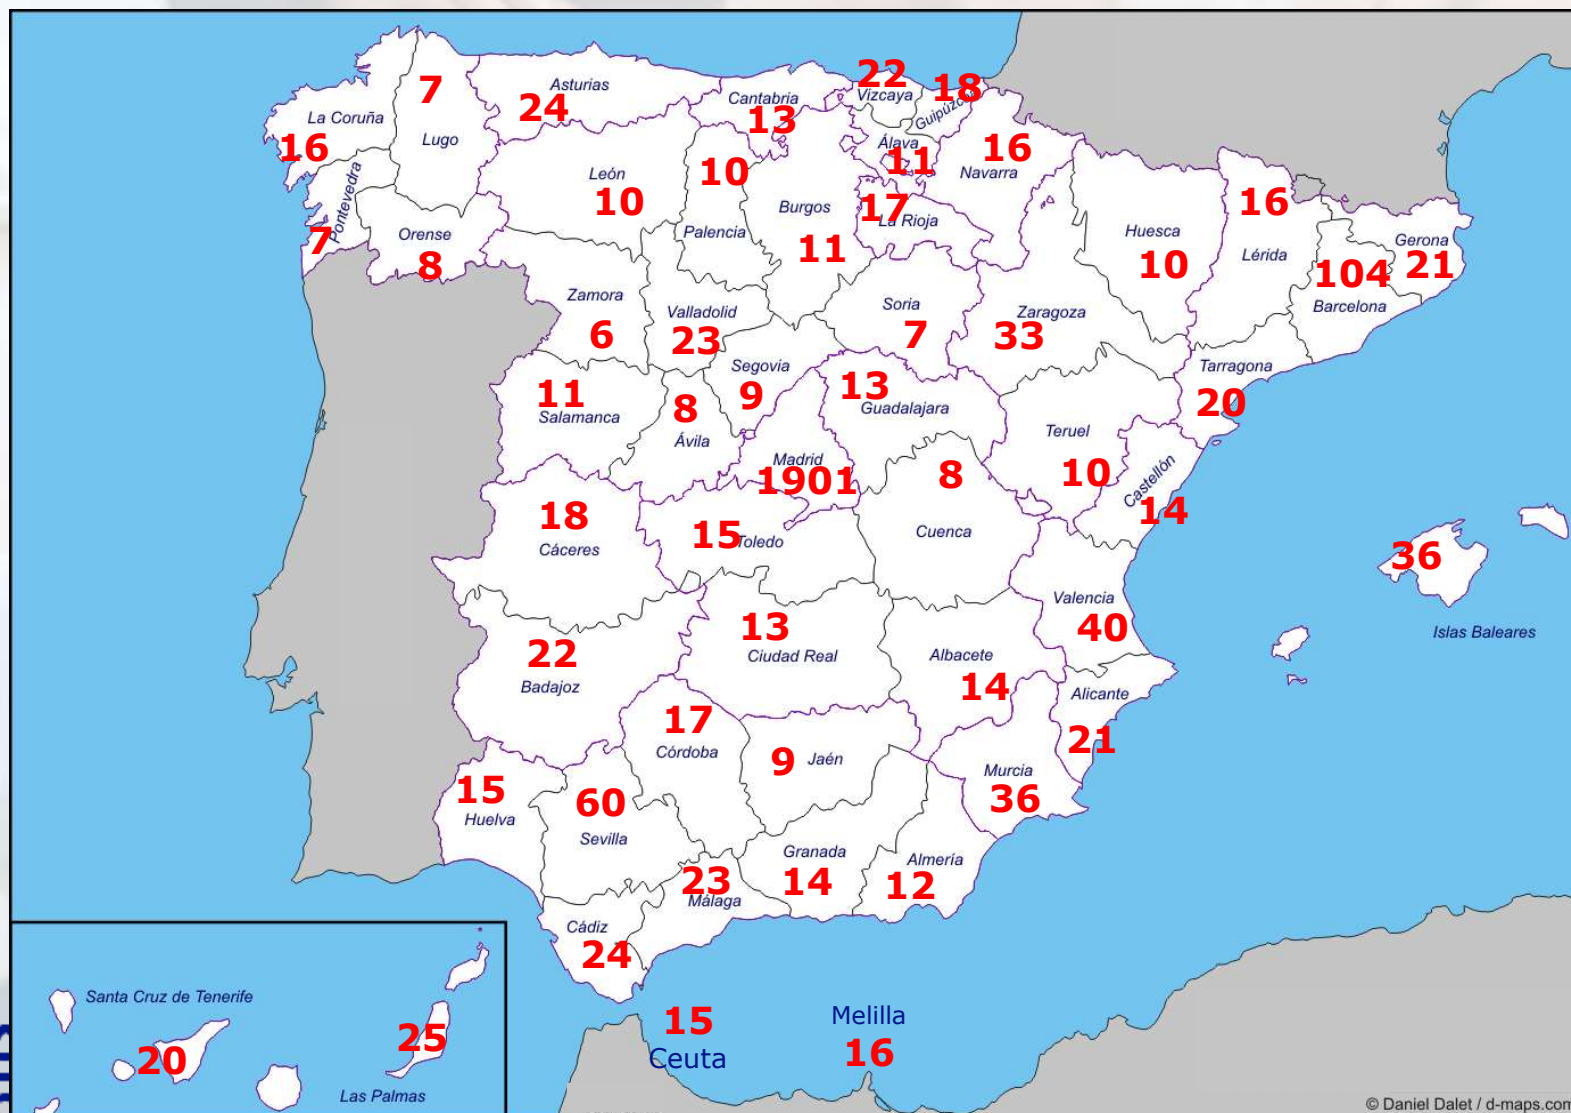 22
Vizcaya
18
Guipúzcoa
7
Asturias
24
Cantabria
13
La Coruña
16
Lugo
Álava
11
16
Navarra
León
10
10
Palencia
Burgos
11
17
La Rioja
16
Lérida
Huesca
10
Gerona
21
104
Barcelona
Pontevedra
7
Orense
8
Zamora
6
Valladolid
23
Soria
7
Zaragoza
33
Segovia
9
13
Guadalajara
Tarragona
20
11
Salamanca
8
Ávila
Madrid
1901
Teruel
10
Castellón
14
8
Cuenca
18
Cáceres
15
Toledo
36
Islas Baleares
Valencia
40
13
Ciudad Real
22
Badajoz
Albacete
14
Alicante
21
17
Córdoba
9
Jaén
Murcia
36
15
Huelva
60
Sevilla
Granada
14
Almería
12
23
Málaga
Cádiz
24
Santa Cruz de Tenerife
20
25
Las Palmas
15
Ceuta
Melilla
16
© Daniel Dalet / d-maps.com